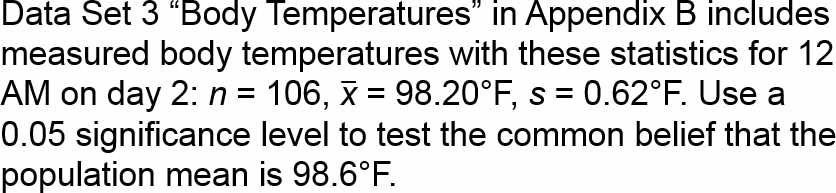 Data Set 3 “Body Temperatures” in Appendix B includes
measured body temperatures with these statistics for 12
AM on day 2: n = 106, x̅ = 98.20°F, s = 0.62°F. Use a
0.05 significance level to test the common belief that the
population mean is 98.6°F.